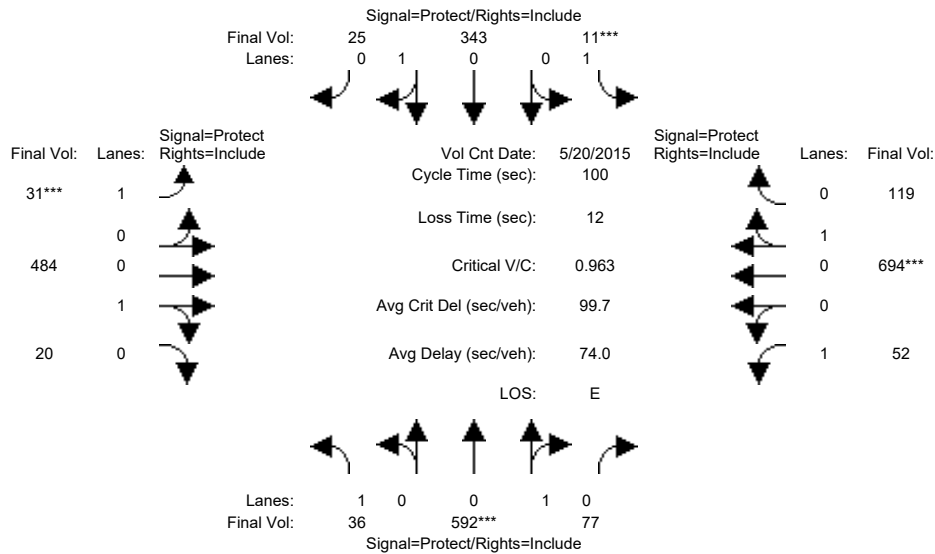 Signal=Protect/Rights=Include
Final Vol: 25 343 11***
Lanes: 0 1 0 0 1
Signal=Protect
Final Vol: Lanes: Rights=Include
Vol Cnt Date: 5/20/2015
Cycle Time (sec): 100
Signal=Protect
Rights=Include Lanes: Final Vol:
31*** 1
0 119
Loss Time (sec): 12
0
1
484 0
Critical V/C: 0.963
0 694***
1
Avg Crit Del (sec/veh): 99.7
0
20 0
Avg Delay (sec/veh): 74.0
1 52
LOS: E
Lanes: 1 0 0 1 0
Final Vol: 36 592*** 77
Signal=Protect/Rights=Include